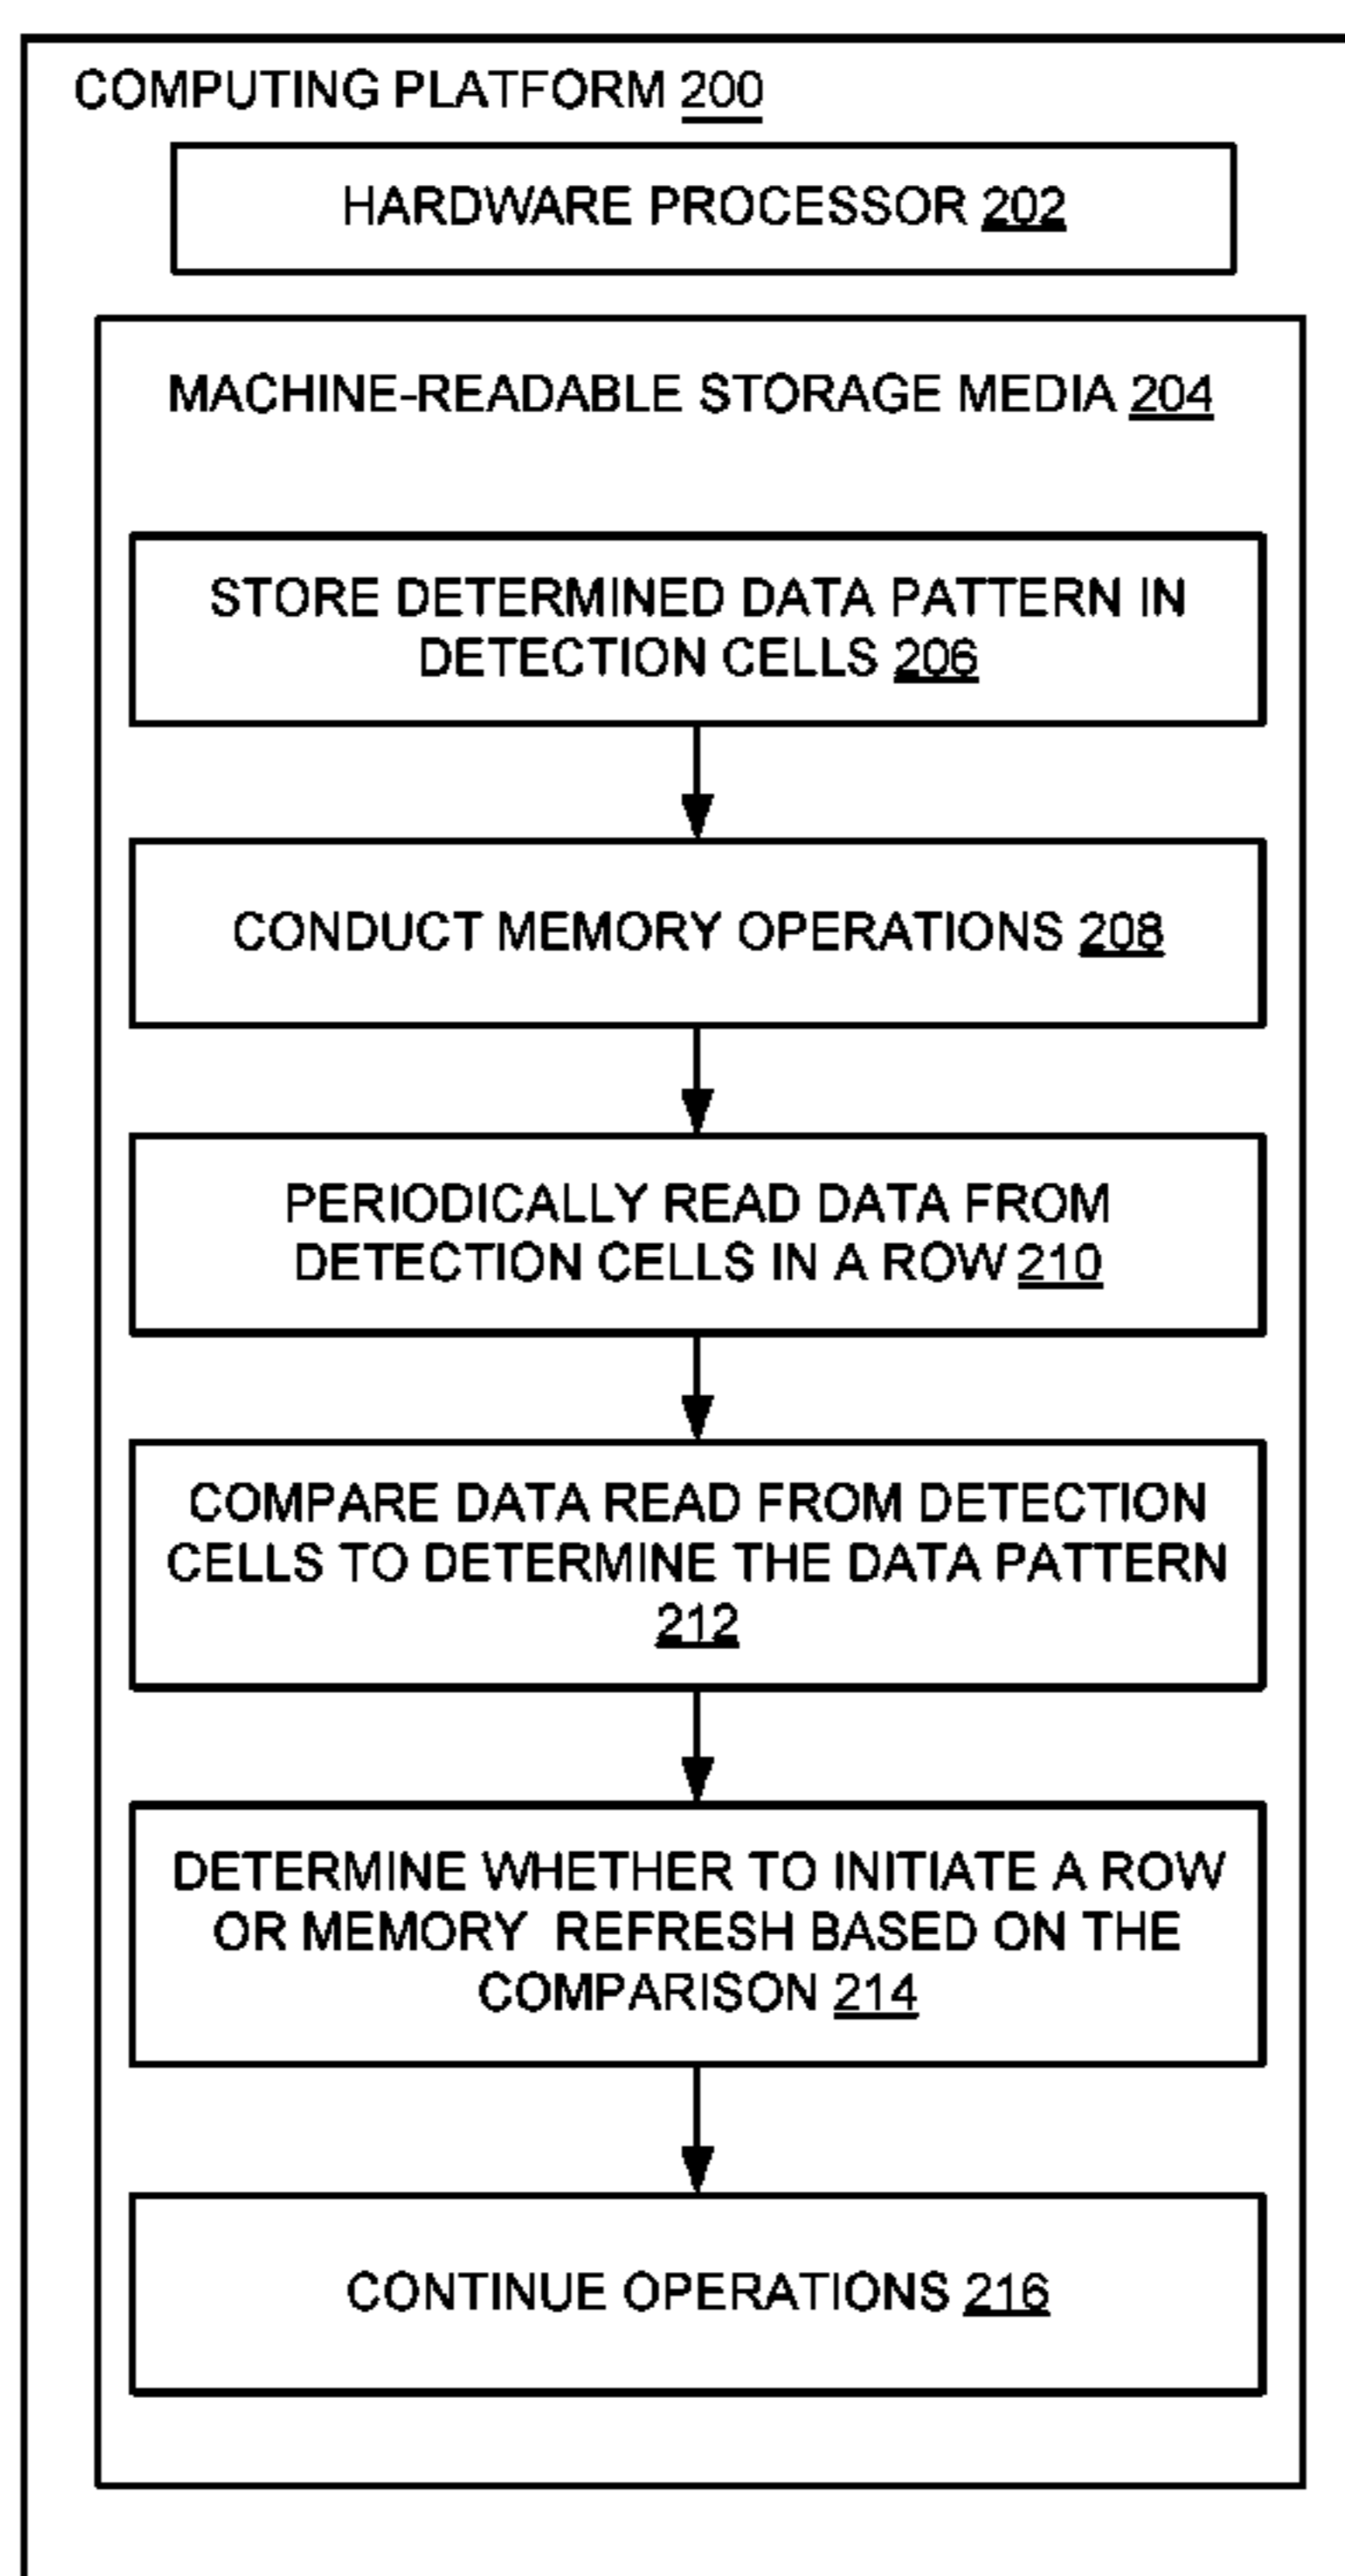 COMPUTING PLATFORM 200
HARDWARE PROCESSOR 202
MACHINE-READABLE STORAGE MEDIA 204
STORE DETERMINED DATA PATTERN IN
DETECTION CELLS 206
CONDUCT MEMORY OPERATIONS 208
PERIODICALLY READ DATA FROM
DETECTION CELLS IN A ROW 210
COMPARE DATA READ FROM DETECTION
CELLS TO DETERMINE THE DATA PATTERN
212
DETERMINE WHETHER TO INITIATE A ROW
OR MEMORY REFRESH BASED ON THE
COMPARISON 214
CONTINUE OPERATIONS 216